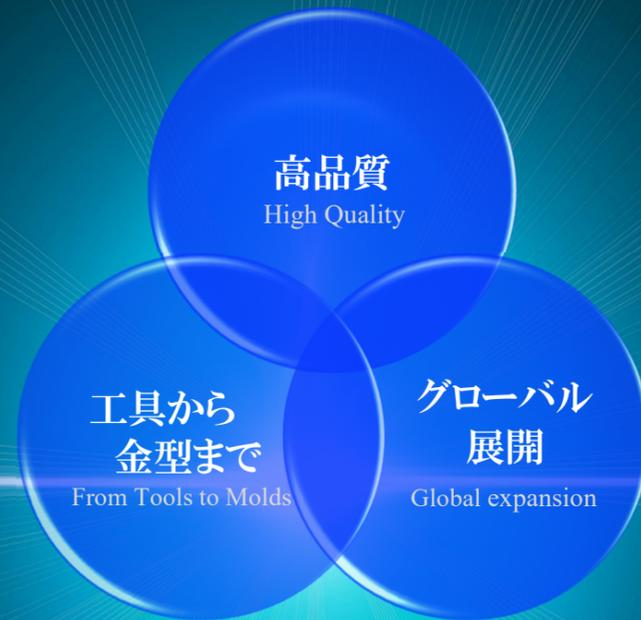 高品質
High Quality
工具から
金型まで
From Tools to Molds
グローバル
展開
Global expansion